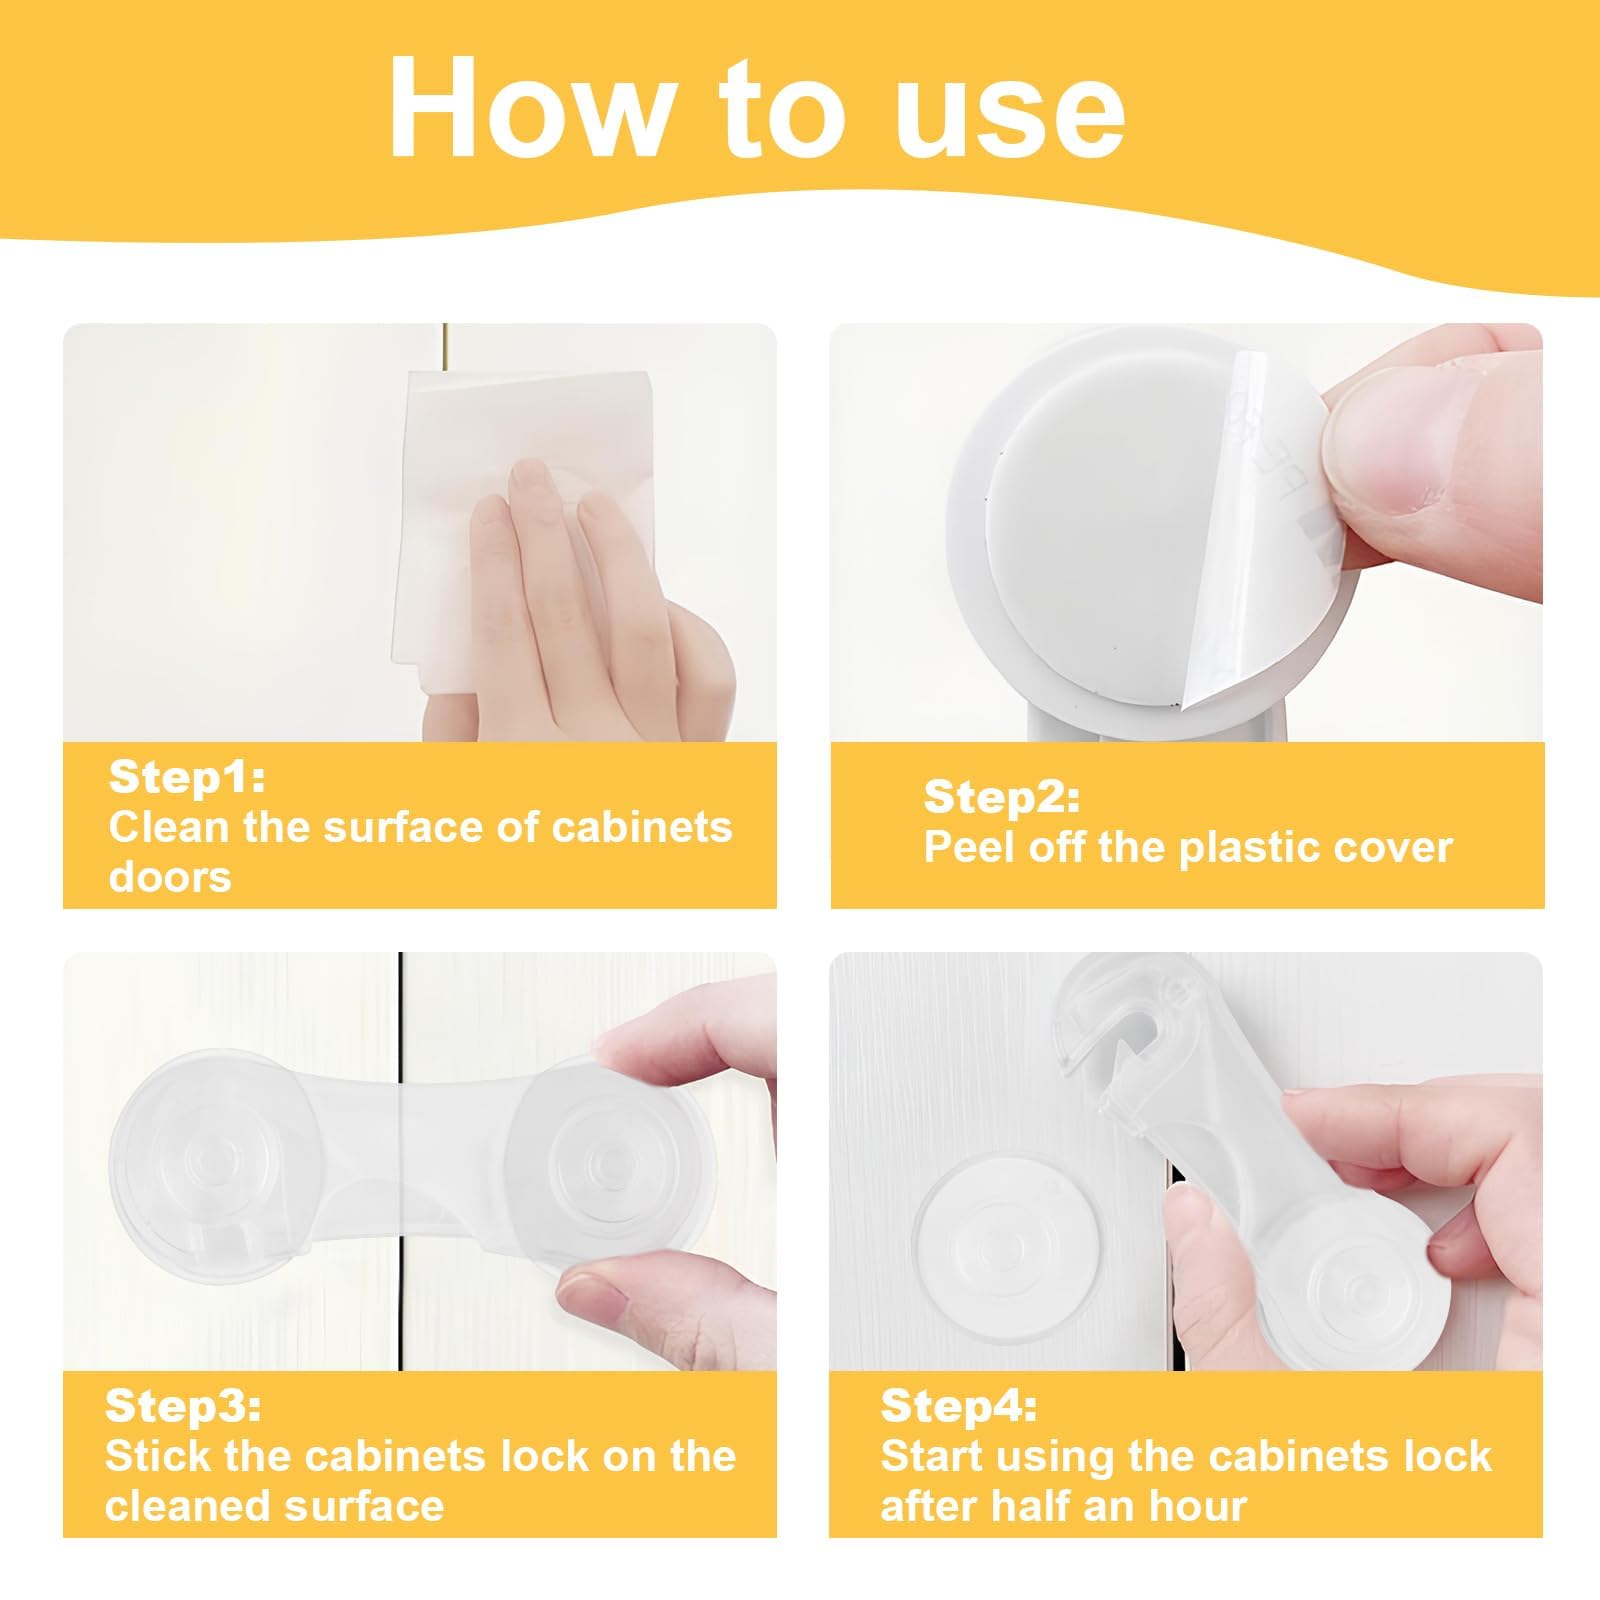 How to use
Step1:
Clean the surface of cabinets
doors
Step2:
Peel off the plastic cover
Step3:
Stick the cabinets lock on the
cleaned surface
Step4:
Start using the cabinets lock
after half an hour